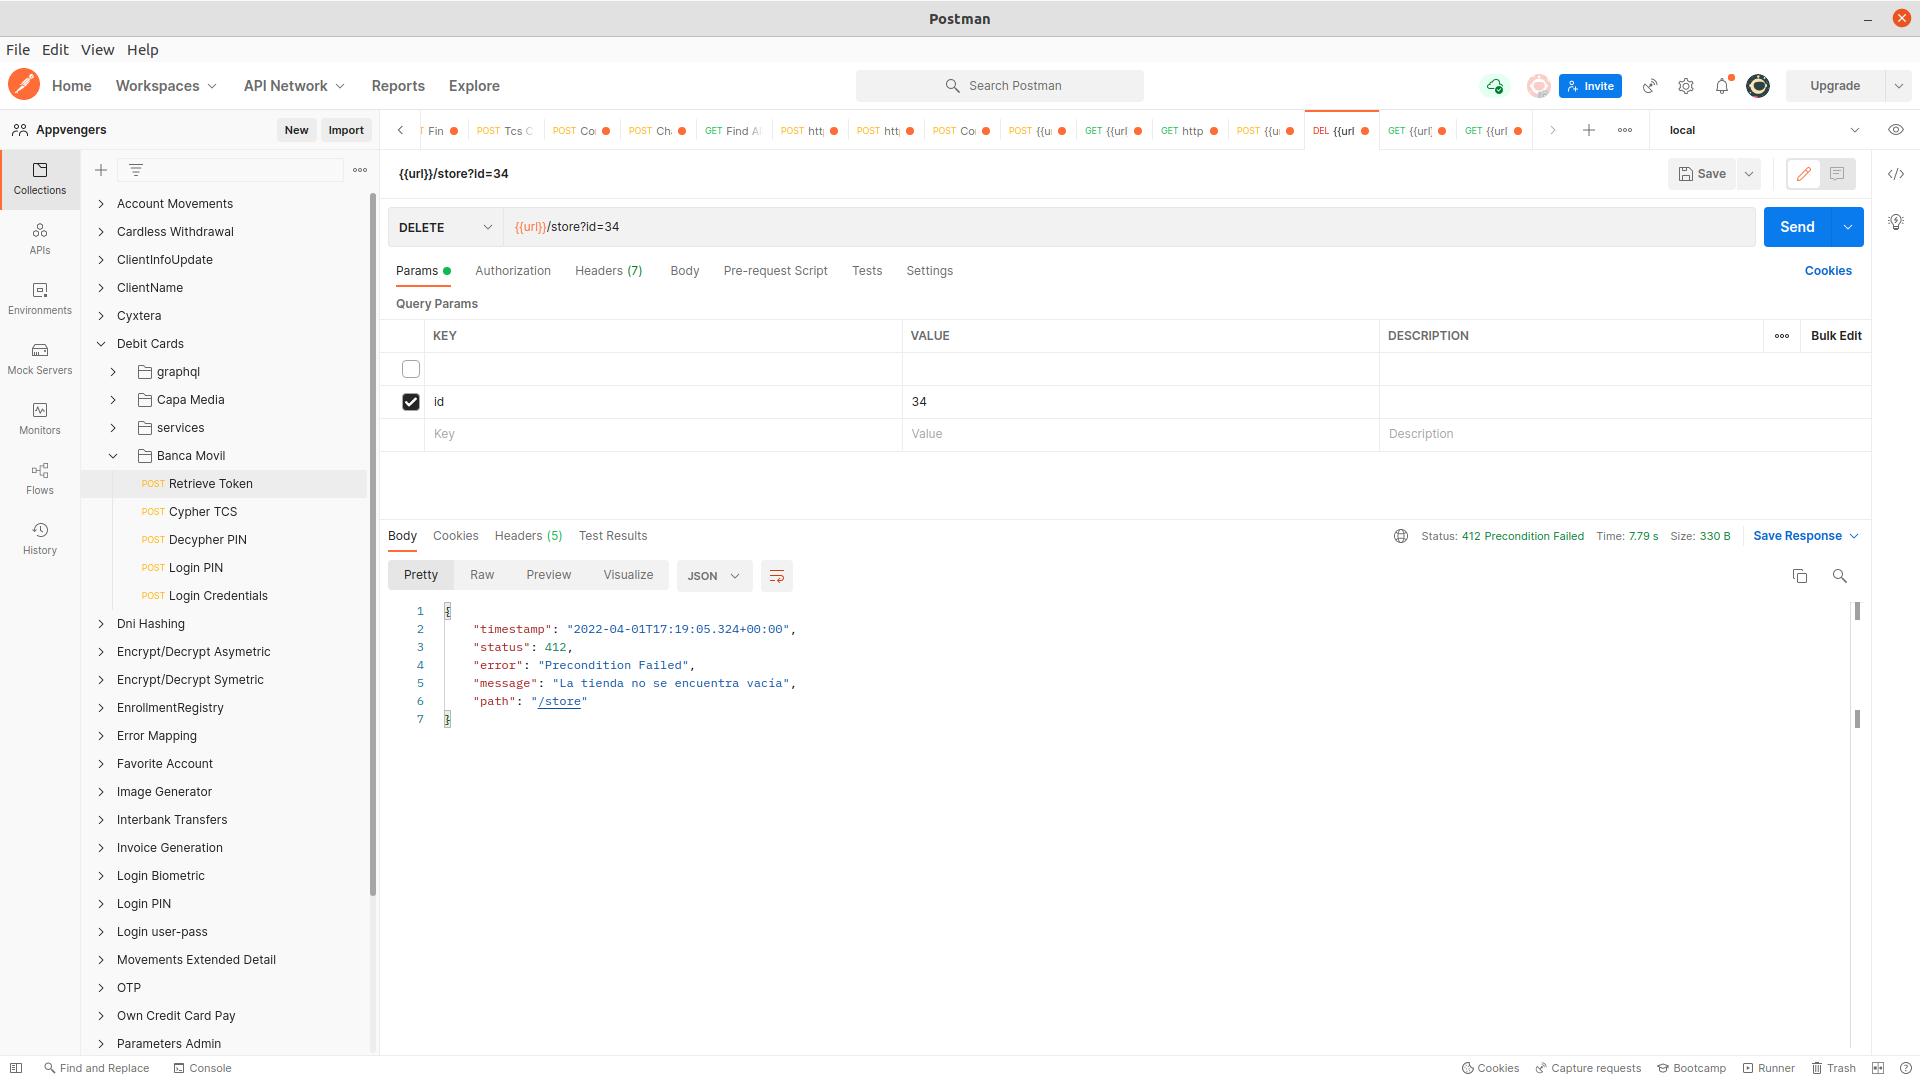 Postman
File Edit View Help
Home Workspaces API Network Reports Explore Search Postman Invite Upgrade
Appvengers New Import
Fin POST Tcs POST Co POST Ch GET Find POST htt POST htt POST Co POST {{u GET {{url GET http POST {{u DEL {{url GET {{url GET {{url local
Collections
APIs
Environments
Mock Servers
Monitors
Flows
History
Account Movements
Cardless Withdrawal
ClientInfoUpdate
ClientName
Cyxtera
Debit Cards
graphql
Capa Media
services
Banca Movil
POST Retrieve Token
POST Cypher TCS
POST Decypher PIN
POST Login PIN
POST Login Credentials
Dni Hashing
Encrypt/Decrypt Asymetric
Encrypt/Decrypt Symetric
EnrollmentRegistry
Error Mapping
Favorite Account
Image Generator
Interbank Transfers
Invoice Generation
Login Biometric
Login PIN
Login user-pass
Movements Extended Detail
OTP
Own Credit Card Pay
Parameters Admin
{{url}}/store?id=34 Save
DELETE {{url}}/store?id=34 Send
Params Authorization Headers (7) Body Pre-request Script Tests Settings Cookies
Query Params
KEY VALUE DESCRIPTION Bulk Edit
id 34
Key Value Description
Body Cookies Headers (5) Test Results Status: 412 Precondition Failed Time: 7.79 s Size: 330 B Save Response
Pretty Raw Preview Visualize JSON
1 {
2 "timestamp": "2022-04-01T17:19:05.324+00:00",
3 "status": 412,
4 "error": "Precondition Failed",
5 "message": "La tienda no se encuentra vacía",
6 "path": "/store"
7 }
Find and Replace Console Cookies Capture requests Bootcamp Runner Trash